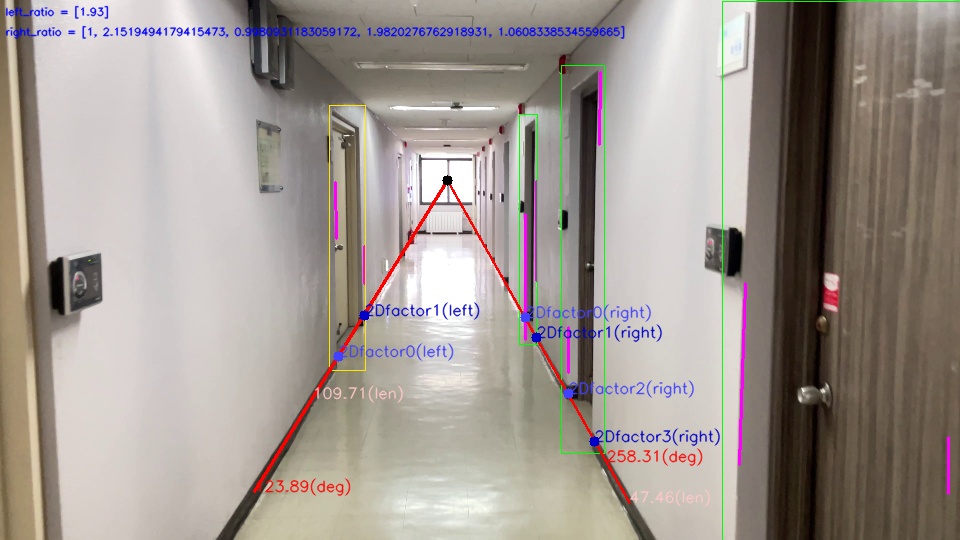 left_ratio = [1.93]
right_ratio = [1, 2.1519494179415473, 0.9980931183059172, 1.9820276762918931, 1.0608338534559665]
2Dfactor1(left)
2Dfactor0(right)
2Dfactor1(right)
2Dfactor0(left)
2Dfactor2(right)
109.71(len)
2Dfactor3(right)
258.31(deg)
23.89(deg)
47.46(len)